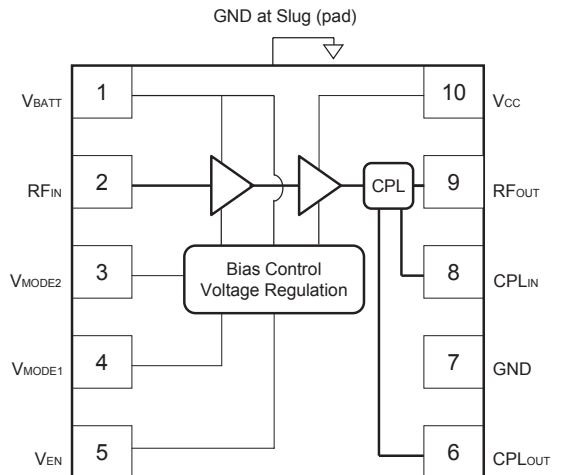 GND at Slug (pad)
VBATT
1
10
VCC
RFIN
2
CPL
9
RFOUT
VMODE2
3
Bias Control
Voltage Regulation
8
CPLIN
VMODE1
4
7
GND
VEN
5
6
CPLOUT